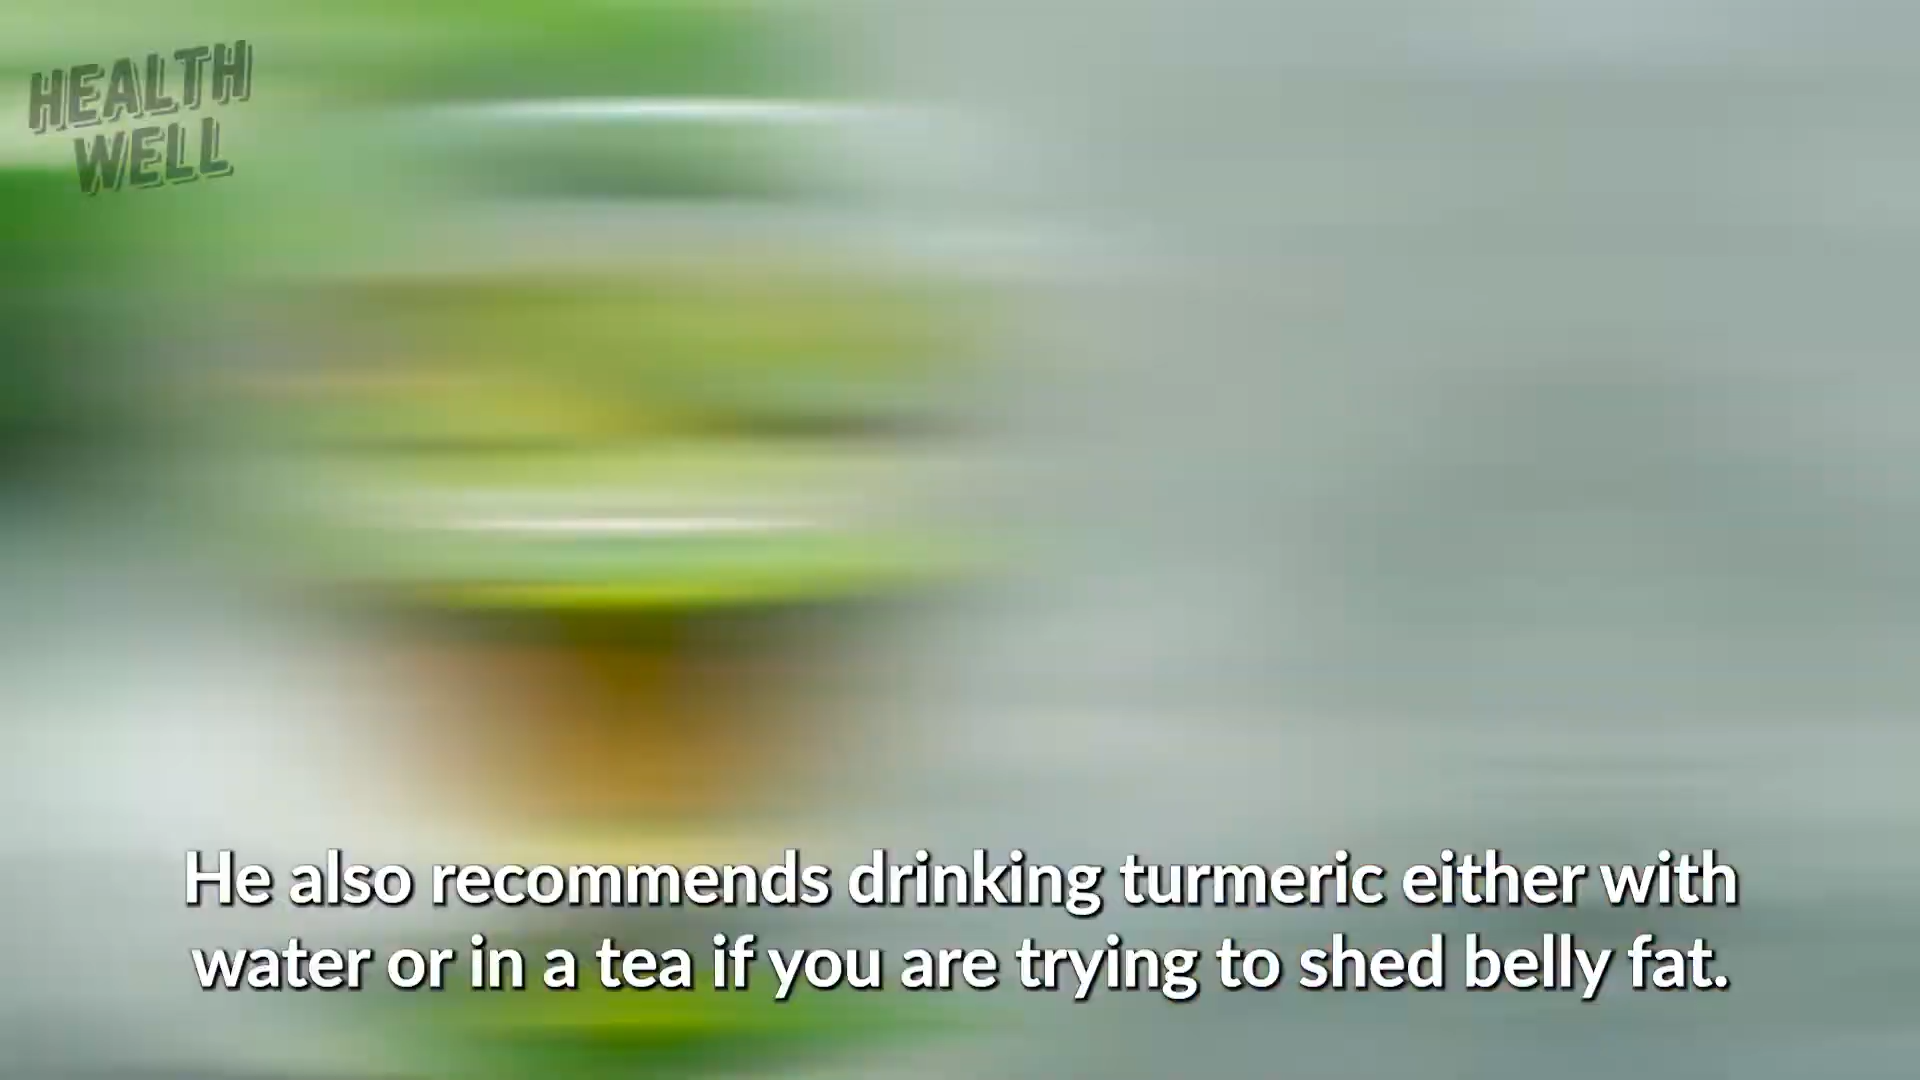 HEALTH
WELL
He also recommends drinking turmeric either with
water or in a tea if you are trying to shed belly fat.